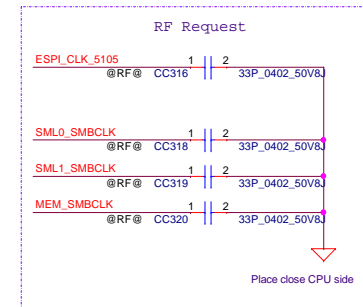 RF Request
ESPI_CLK_5105 1 2
@RF@ CC316 33P_0402_50V8J
SML0_SMBCLK 1 2
@RF@ CC318 33P_0402_50V8J
SML1_SMBCLK 1 2
@RF@ CC319 33P_0402_50V8J
MEM_SMBCLK 1 2
@RF@ CC320 33P_0402_50V8J
Place close CPU side